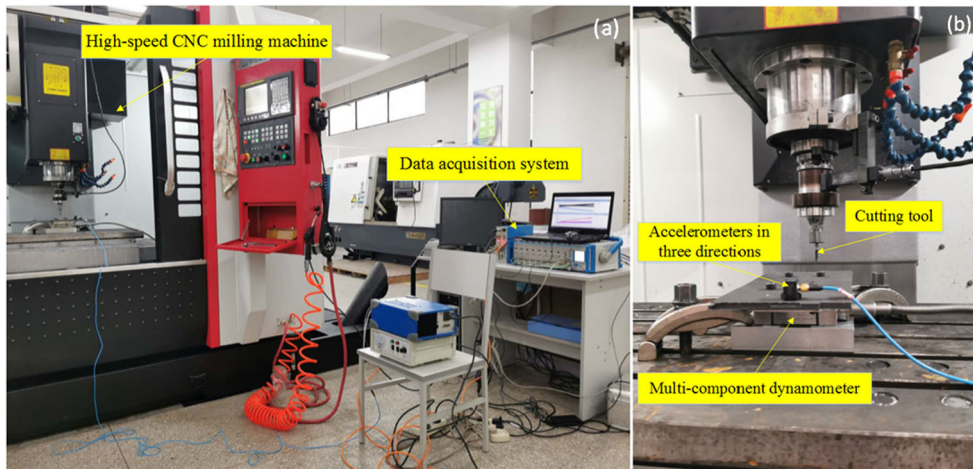 (a)
High-speed CNC milling machine
Data acquisition system
(b)
Cutting tool
Accelerometers in
three directions
Multi-component dynamometer